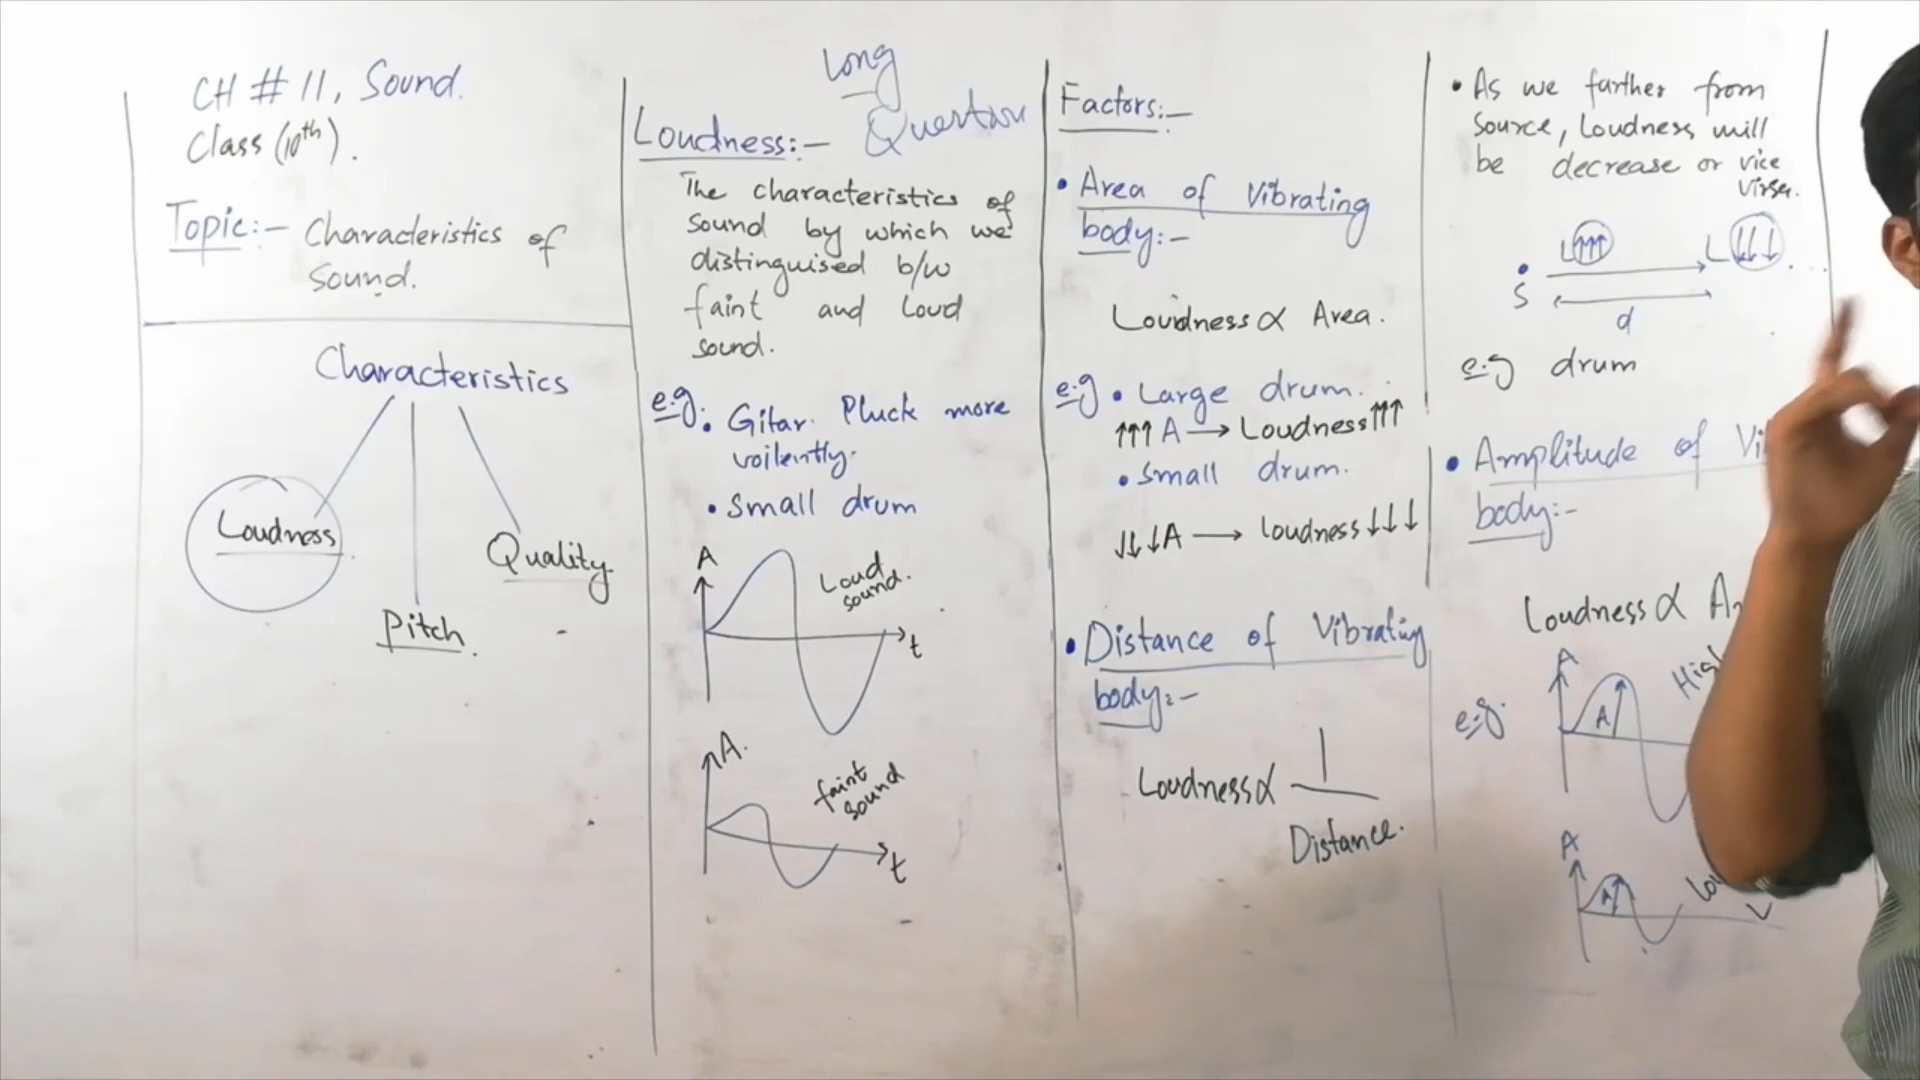 CH # 11, Sound.
Class (10th).
Topic:- Characteristics of
Sound.
Characteristics
Loudness
Pitch.
Quality
Long
Question
Loudness:-
The characteristics of
sound by which we
distinguised b/w
faint and Loud
sound.
e.g. • Gitar. Pluck more
voilently.
• Small drum
A
Loud
sound.
t
A.
faint
sound
t
Factors:-
• Area of Vibrating
body:-
Loudness ∝ Area.
e.g • Large drum.
↑↑↑ A → Loudness ↑↑↑
• Small drum.
↓↓↓A → loudness ↓↓↓
• Distance of Vibrating
body:-
Loudness ∝ 1
Distance.
• As we farther from
Source, Loudness will
be decrease or vice
virsa.
L↑↑↑ L↓↓↓
S
d
e.g drum
• Amplitude of
body:-
Loudness ∝
e.g.
A
A
A
A